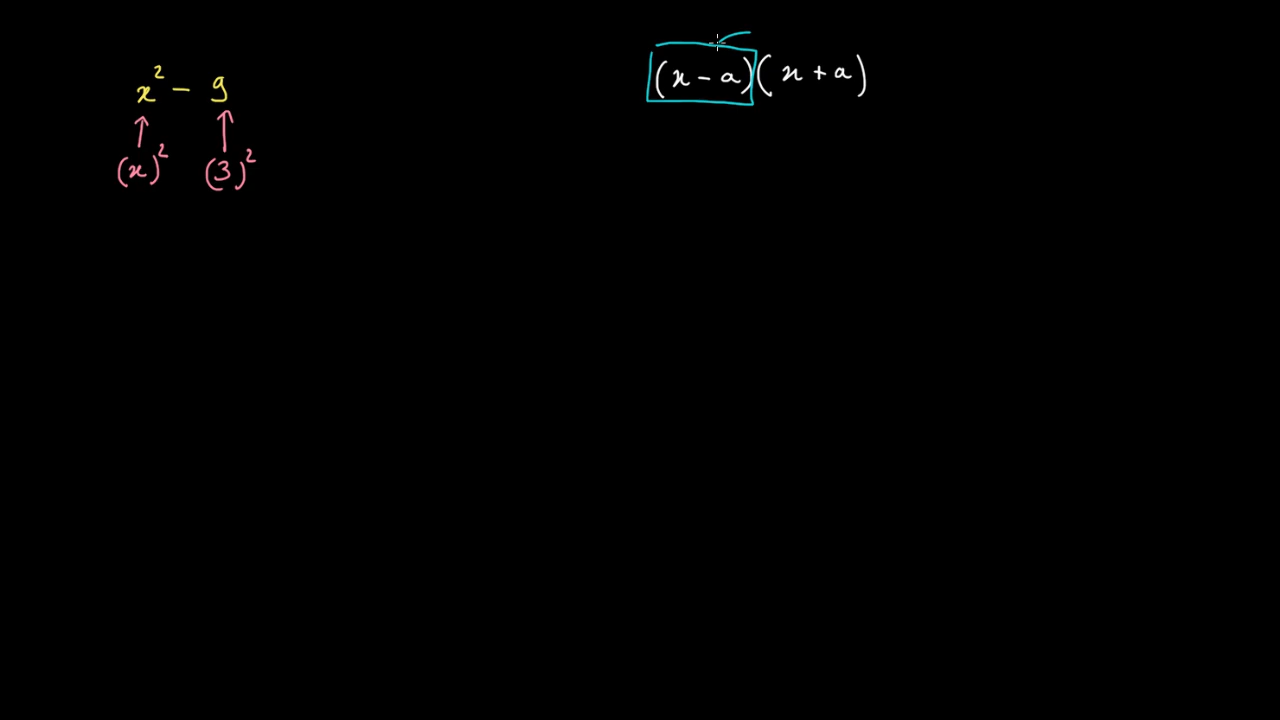 x² - 9
(x)² (3)²
(x - a)(x + a)